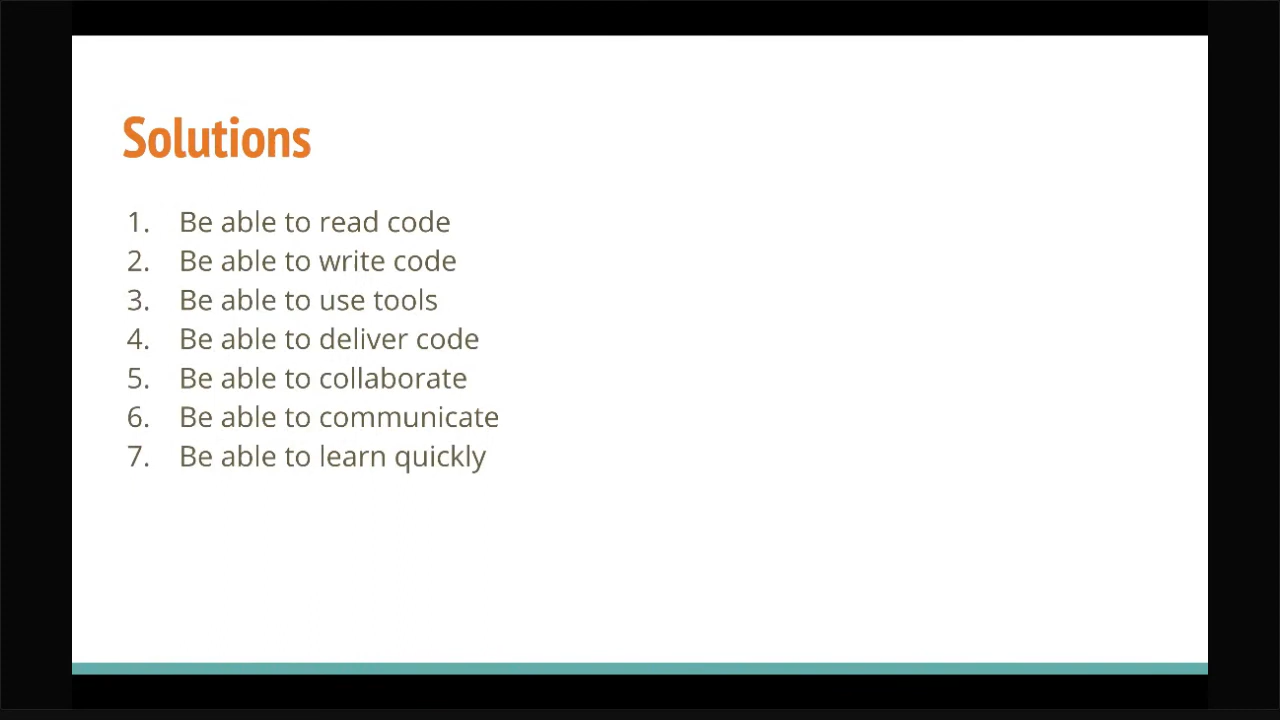 Solutions
1. Be able to read code
2. Be able to write code
3. Be able to use tools
4. Be able to deliver code
5. Be able to collaborate
6. Be able to communicate
7. Be able to learn quickly